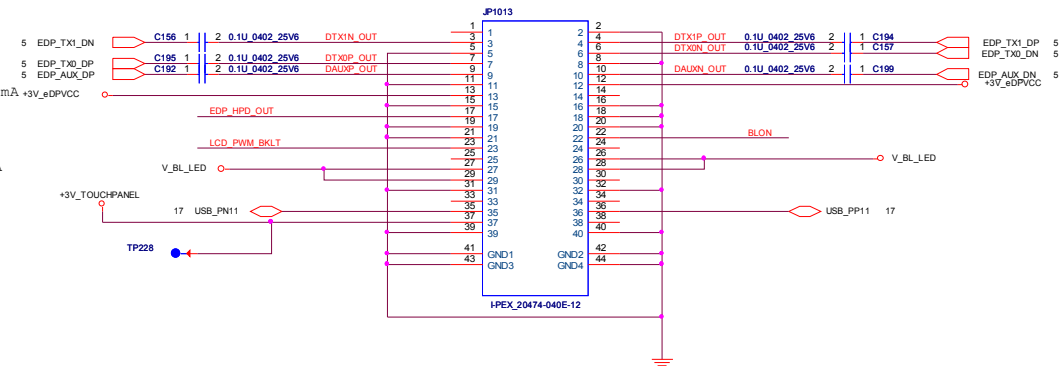 JP1013
5 EDP_TX1_DN C156 1 2 0.1U_0402_25V6 DTX1N_OUT
5 EDP_TX0_DP C195 1 2 0.1U_0402_25V6 DTX0P_OUT
5 EDP_AUX_DP C192 1 2 0.1U_0402_25V6 DAUXP_OUT
mA +3V_eDPVCC
EDP_HPD_OUT
LCD_PWM_BKLT
V_BL_LED
+3V_TOUCHPANEL
17 USB_PN11
TP228
1 1 2 2
3 3 4 4
5 5 6 6
7 7 8 8
9 9 10 10
11 11 12 12
13 13 14 14
15 15 16 16
17 17 18 18
19 19 20 20
21 21 22 22
23 23 24 24
25 25 26 26
27 27 28 28
29 29 30 30
31 31 32 32
33 33 34 34
35 35 36 36
37 37 38 38
39 39 40 40
41 GND1 GND2 42
43 GND3 GND4 44
I-PEX_20474-040E-12
DTX1P_OUT 0.1U_0402_25V6 2 1 C194 EDP_TX1_DP 5
DTX0N_OUT 0.1U_0402_25V6 2 1 C157 EDP_TX0_DN 5
DAUXN_OUT 0.1U_0402_25V6 2 1 C199 EDP_AUX_DN 5
+3V_eDPVCC
BLON
V_BL_LED
USB_PP11 17